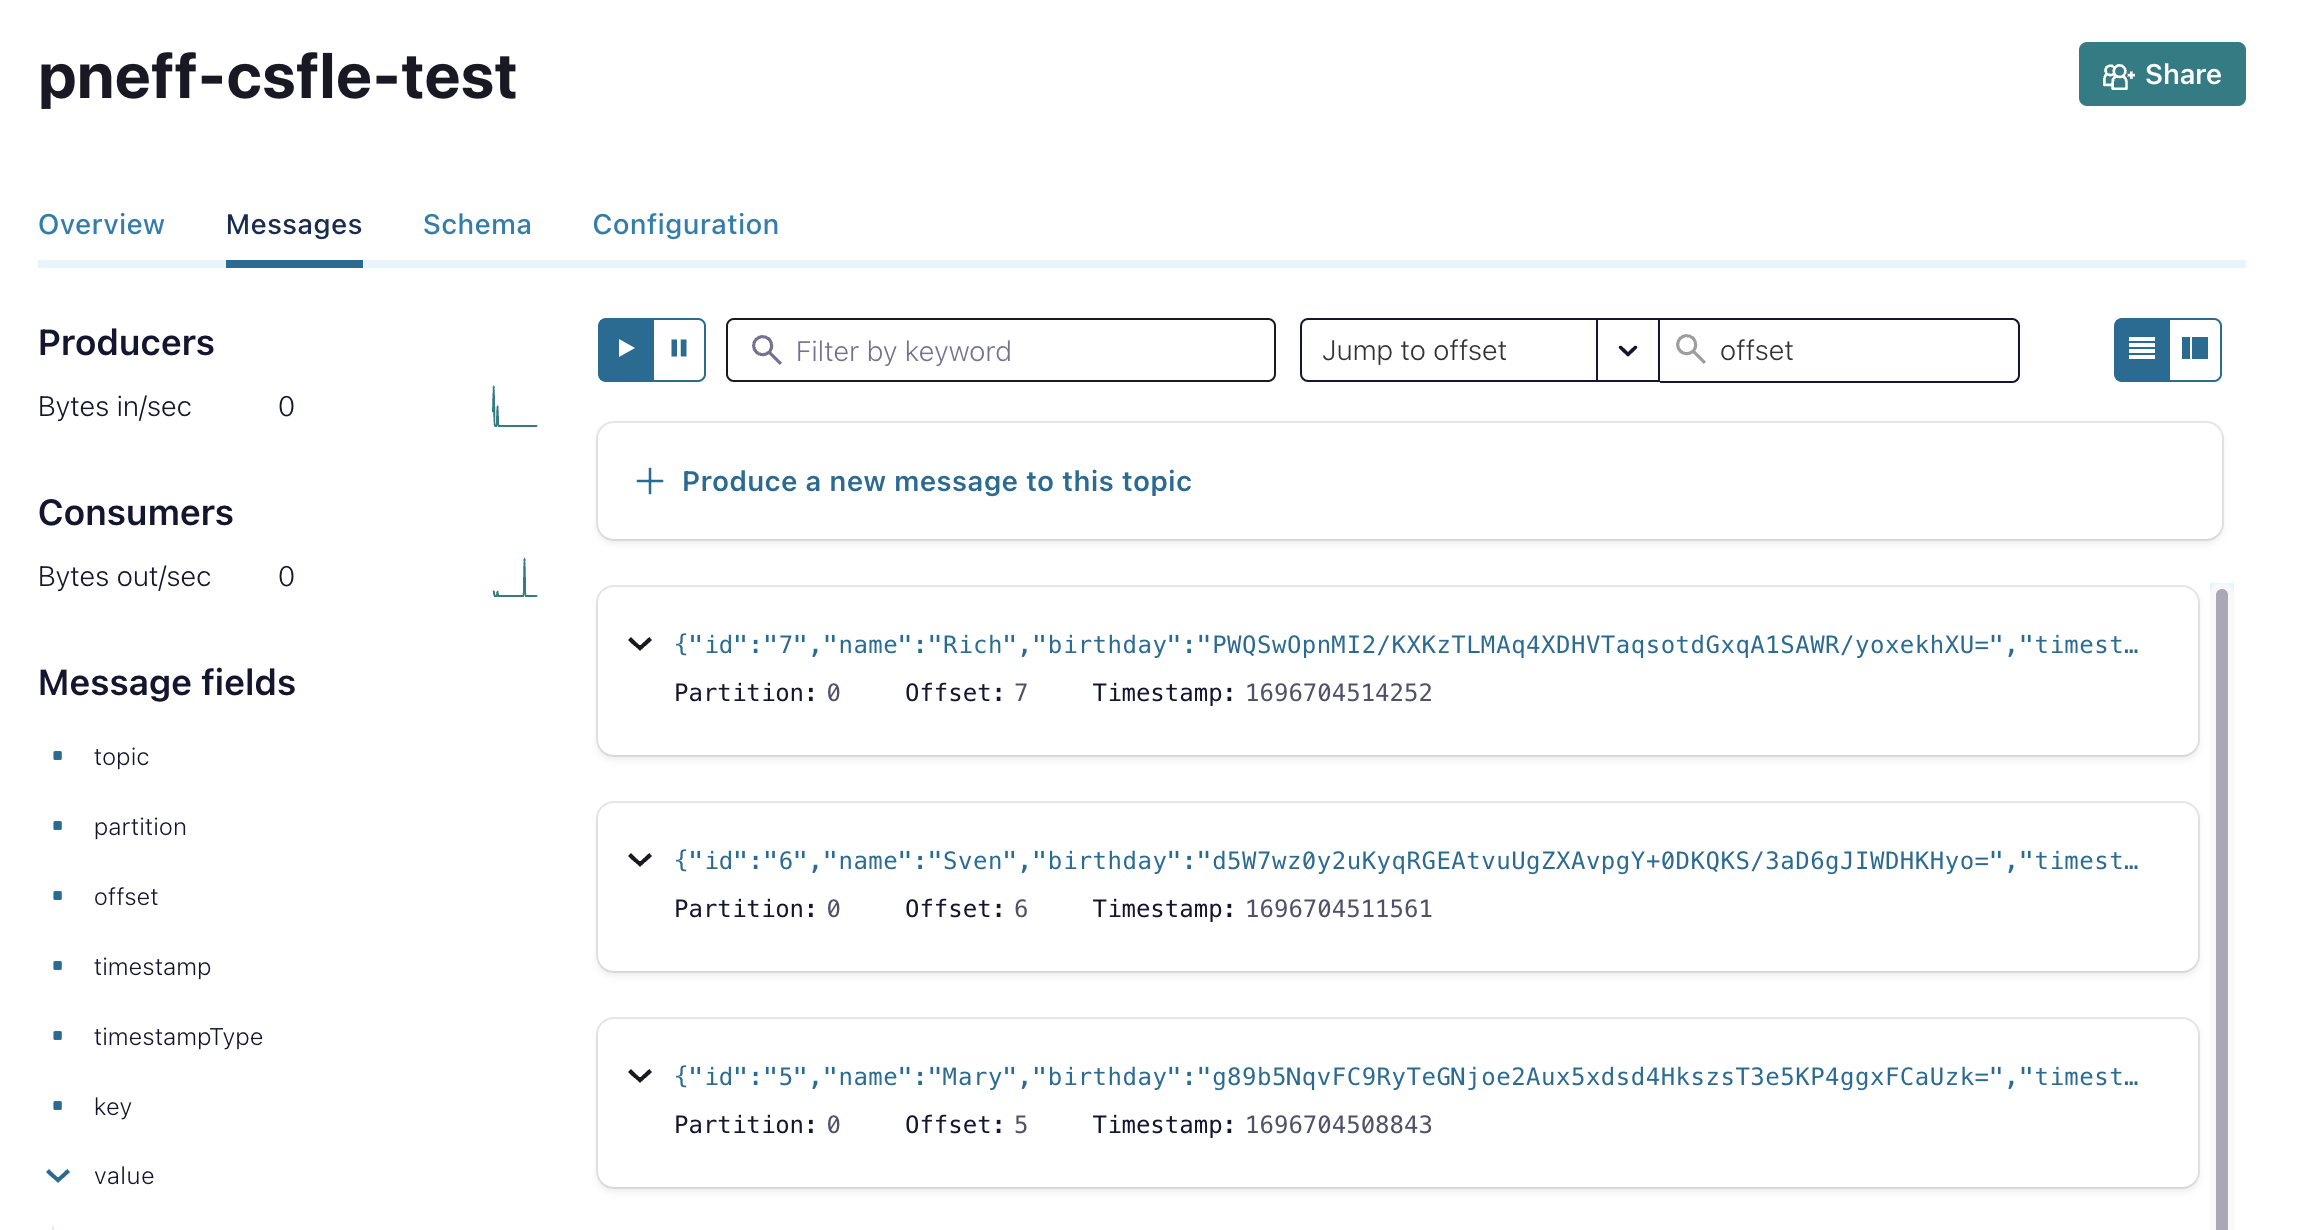 pneff-csfle-test
Share
Overview Messages Schema Configuration
Producers
Bytes in/sec 0
Consumers
Bytes out/sec 0
Message fields
topic
partition
offset
timestamp
timestampType
key
value
Filter by keyword
Jump to offset
offset
Produce a new message to this topic
{"id":"7","name":"Rich","birthday":"PWQSwOpnMI2/KXKzTLMAq4XDHVTaqsotdGxqA1SAWR/yoxekhXU=","timest…
Partition: 0 Offset: 7 Timestamp: 1696704514252
{"id":"6","name":"Sven","birthday":"d5W7wz0y2uKyqRGEAtvuUgZXAvpgY+0DKQKS/3aD6gJIWDHKHyo=","timest…
Partition: 0 Offset: 6 Timestamp: 1696704511561
{"id":"5","name":"Mary","birthday":"g89b5NqvFC9RyTeGNjoe2Aux5xdsd4HkszsT3e5KP4ggxFCaUzk=","timest…
Partition: 0 Offset: 5 Timestamp: 1696704508843